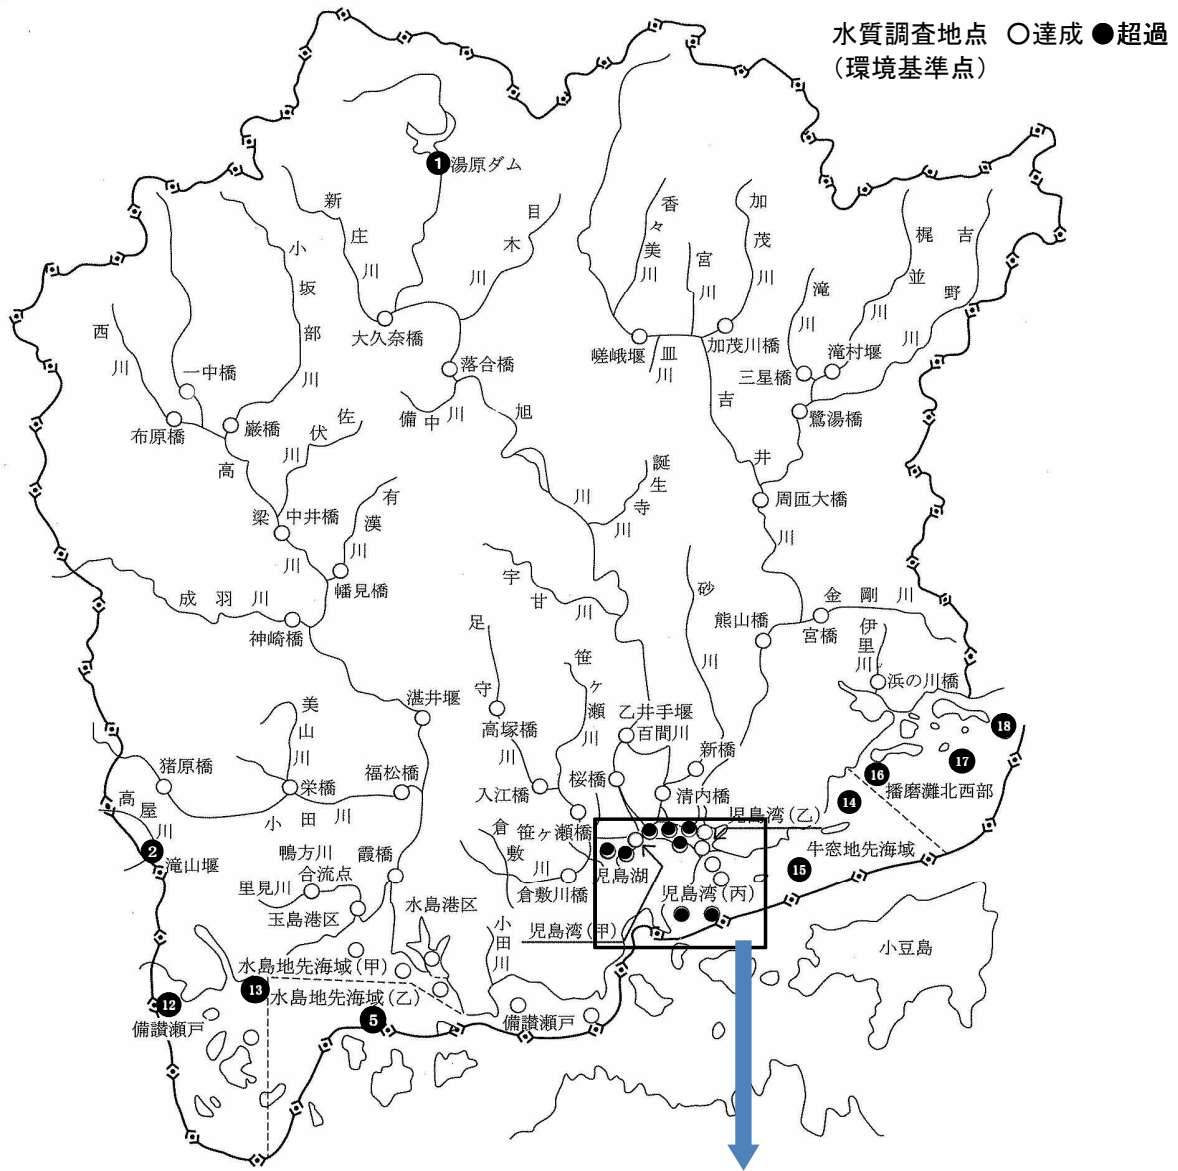 水質調査地点 ○達成 ●超過
(環境基準点)
1 湯原ダム
新庄川
目木川
小坂部川
西川
香々美川
宮川
加茂川
滝川
梶並川
吉野川
大久奈橋
落合橋
備中川
嵯峨堰
皿川
加茂川橋
三星橋
滝村堰
鷺湯橋
一中橋
布原橋
巌橋
佐伏川
旭川
吉井川
誕生寺川
高梁川
中井橋
有漢川
幡見橋
周匝大橋
成羽川
神崎橋
宇甘川
砂川
熊山橋
金剛川
宮橋
伊里川
浜の川橋
足守川
高塚橋
笹ヶ瀬川
乙井手堰
百間川
新橋
美山川
湛井堰
猪原橋
栄橋
福松橋
小田川
入江橋
桜橋
清内橋
18
17
16
播磨灘北西部
14
高屋川
2
滝山堰
鴨方川
合流点
霞橋
里見川
玉島港区
水島港区
倉敷川
笹ヶ瀬橋
倉敷川橋
児島湖
児島湾(乙)
牛窓地先海域
15
児島湾(丙)
児島湾(甲)
小田川
小豆島
水島地先海域(甲)
13
水島地先海域(乙)
12
備讃瀬戸
5
備讃瀬戸